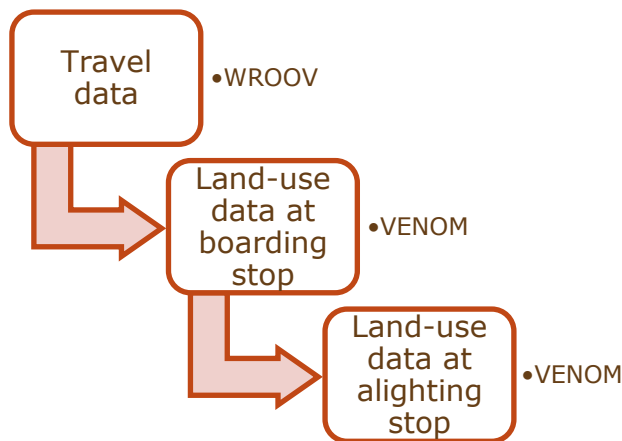 Travel
data
•WROOV
Land-use
data at
boarding
stop
•VENOM
Land-use
data at
alighting
stop
•VENOM